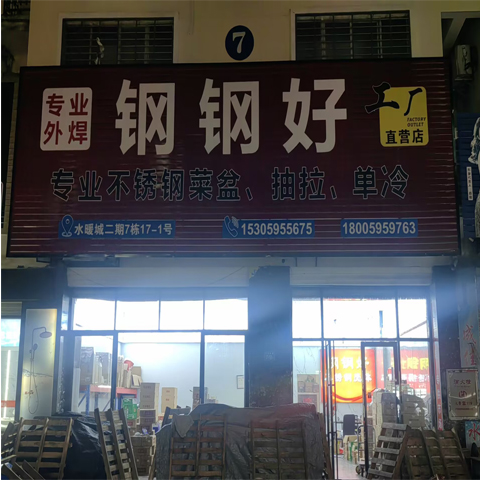 7
专业
外焊
钢钢好
工厂
FACTORY
OUTLET
直营店
专业不锈钢菜盆、抽拉、单冷
水暖城二期7栋17-1号
15305955675
18005959763